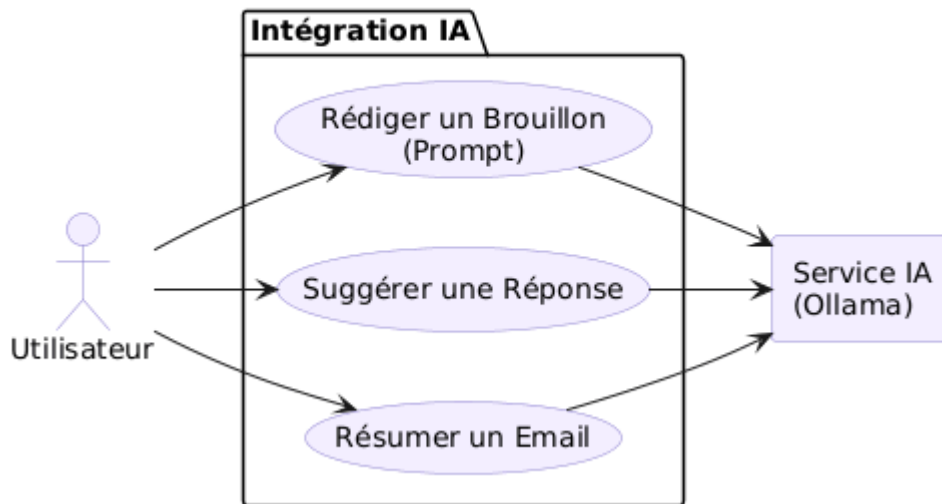 Intégration IA
Rédiger un Brouillon
(Prompt)
Suggérer une Réponse
Résumer un Email
Utilisateur
Service IA
(Ollama)